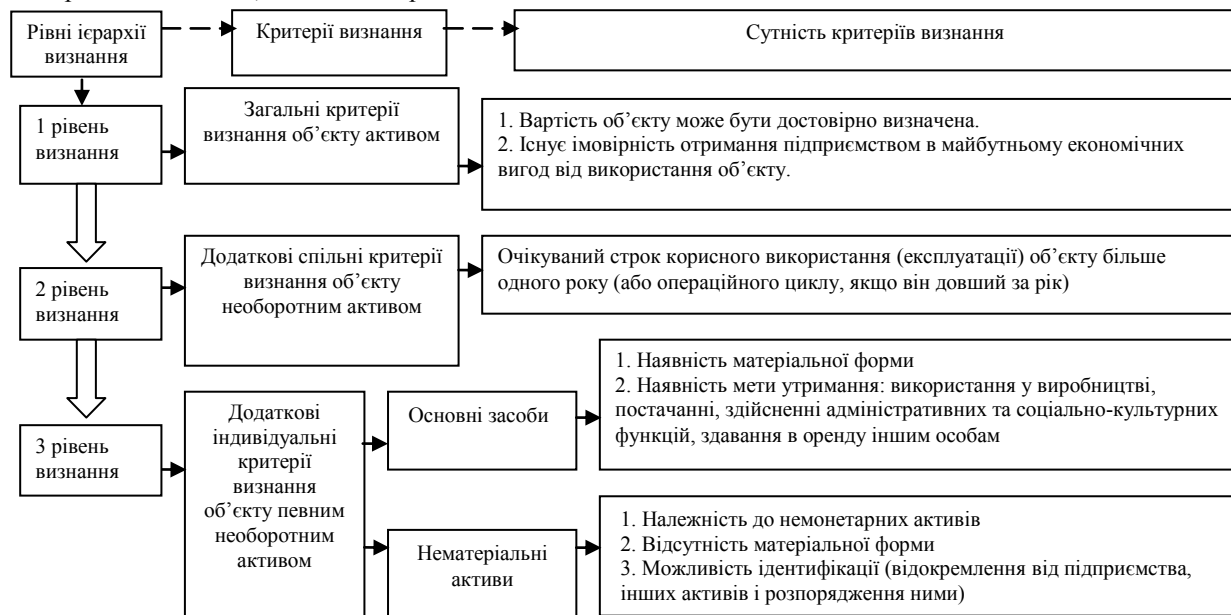 Рівні ієрархії
визнання
Критерії визнання
Сутність критеріїв визнання
1 рівень
визнання
Загальні критерії
визнання об’єкту активом
1. Вартість об’єкту може бути достовірно визначена.
2. Існує імовірність отримання підприємством в майбутньому економічних
вигод від використання об’єкту.
2 рівень
визнання
Додаткові спільні критерії
визнання об’єкту
необоротним активом
Очікуваний строк корисного використання (експлуатації) об’єкту більше
одного року (або операційного циклу, якщо він довший за рік)
3 рівень
визнання
Додаткові
індивідуальні
критерії
визнання
об’єкту певним
необоротним
активом
Основні засоби
1. Наявність матеріальної форми
2. Наявність мети утримання: використання у виробництві,
постачанні, здійсненні адміністративних та соціально-культурних
функцій, здавання в оренду іншим особам
Нематеріальні
активи
1. Належність до немонетарних активів
2. Відсутність матеріальної форми
3. Можливість ідентифікації (відокремлення від підприємства,
інших активів і розпорядження ними)